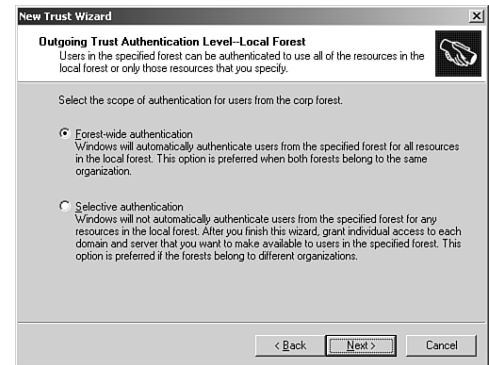 New Trust Wizard
Outgoing Trust Authentication Level--Local Forest
Users in the specified forest can be authenticated to use all of the resources in the
local forest or only those resources that you specify.
Select the scope of authentication for users from the corp forest.
Forest-wide authentication
Windows will automatically authenticate users from the specified forest for all resources
in the local forest. This option is preferred when both forests belong to the same
organization.
Selective authentication
Windows will not automatically authenticate users from the specified forest for any
resources in the local forest. After you finish this wizard, grant individual access to each
domain and server that you want to make available to users in the specified forest. This
option is preferred if the forests belong to different organizations.
< Back Next > Cancel